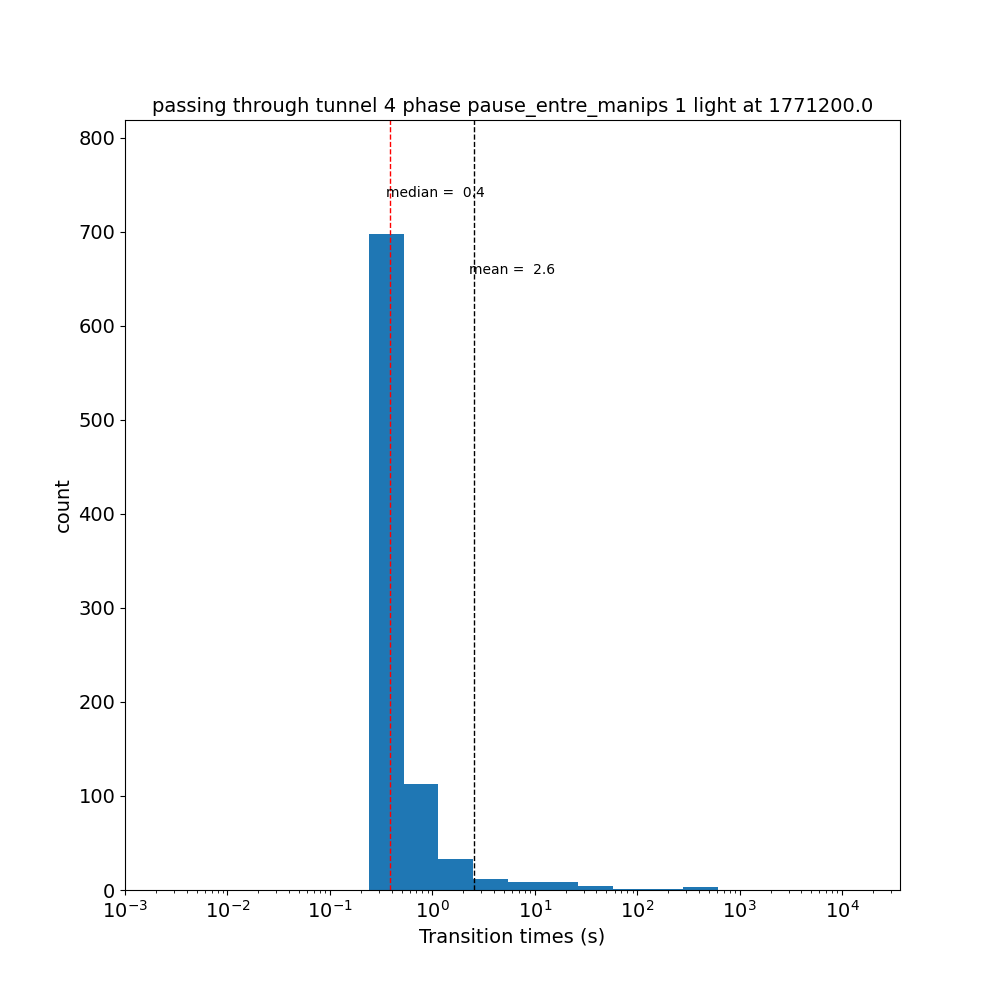 passing through tunnel 4 phase pause_entre_manips 1 light at 1771200.0
800
median =  0.4
700
mean =  2.6
600
500
count
400
300
200
100
0
10⁻³ 10⁻² 10⁻¹ 10⁰ 10¹ 10² 10³ 10⁴
Transition times (s)